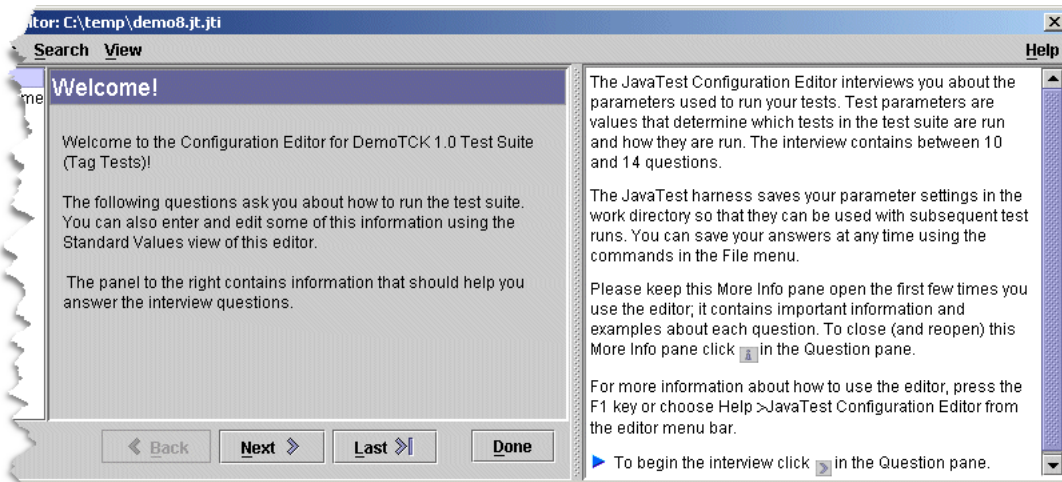 itor: C:\temp\demo8.jt.jti
Search View Help
me
Welcome!
Welcome to the Configuration Editor for DemoTCK 1.0 Test Suite
(Tag Tests)!
The following questions ask you about how to run the test suite.
You can also enter and edit some of this information using the
Standard Values view of this editor.
The panel to the right contains information that should help you
answer the interview questions.
Back Next Last Done
The JavaTest Configuration Editor interviews you about the
parameters used to run your tests. Test parameters are
values that determine which tests in the test suite are run
and how they are run. The interview contains between 10
and 14 questions.
The JavaTest harness saves your parameter settings in the
work directory so that they can be used with subsequent test
runs. You can save your answers at any time using the
commands in the File menu.
Please keep this More Info pane open the first few times you
use the editor; it contains important information and
examples about each question. To close (and reopen) this
More Info pane click i in the Question pane.
For more information about how to use the editor, press the
F1 key or choose Help >JavaTest Configuration Editor from
the editor menu bar.
To begin the interview click in the Question pane.